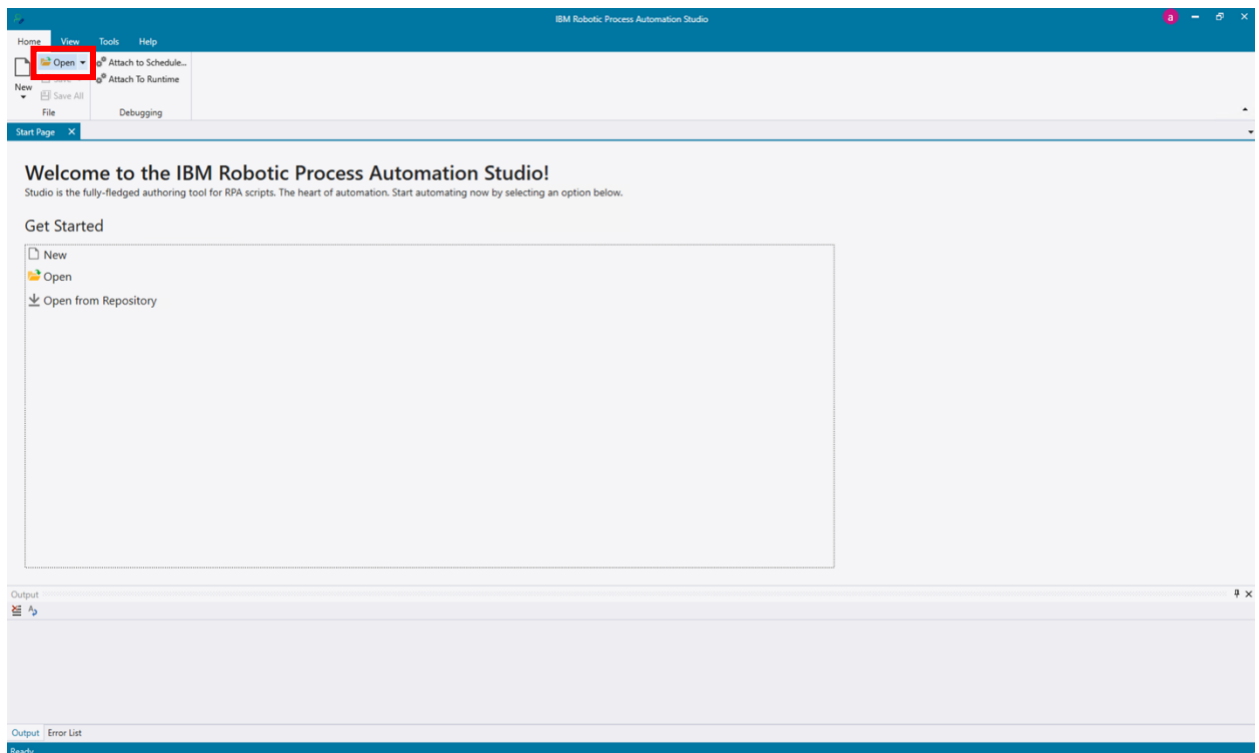 IBM Robotic Process Automation Studio
a
Home View Tools Help
Open
Attach to Schedule...
Save
Attach To Runtime
New
Save All
File Debugging
Start Page
Welcome to the IBM Robotic Process Automation Studio!
Studio is the fully-fledged authoring tool for RPA scripts. The heart of automation. Start automating now by selecting an option below.
Get Started
New
Open
Open from Repository
Output
Output Error List
Ready